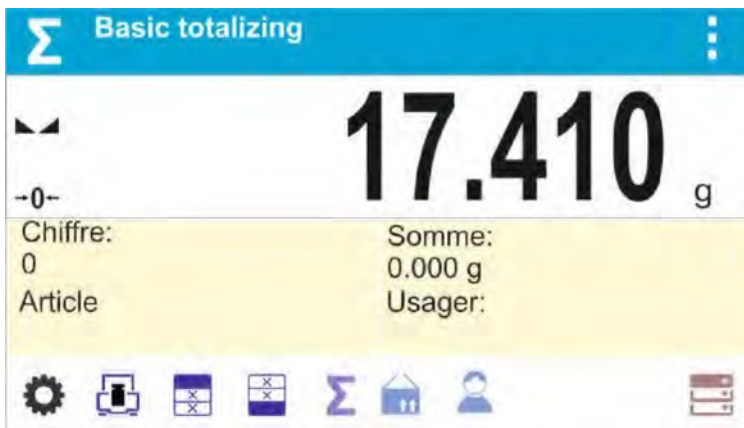 Σ Basic totalizing
17.410 g
→0←
Chiffre: Somme:
0 0.000 g
Article Usager:
Σ